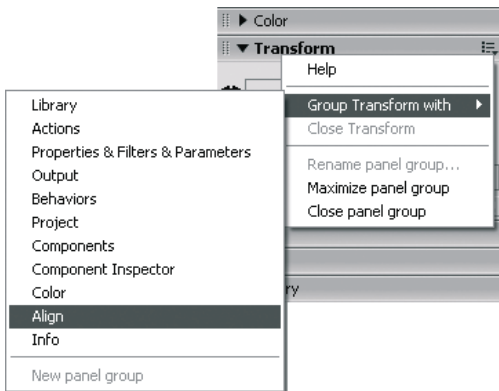 Color
Transform
Help
Group Transform with
Close Transform
Rename panel group...
Maximize panel group
Close panel group
Library
Actions
Properties & Filters & Parameters
Output
Behaviors
Project
Components
Component Inspector
Color
Align
Info
New panel group